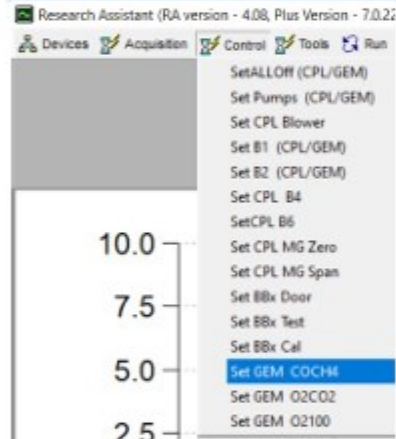 Research Assistant (RA version - 4.08, Plus Version - 7.0.22
Devices Acquisition Control Tools Run
SetALLOff (CPL/GEM)
Set Pumps (CPL/GEM)
Set CPL Blower
Set B1 (CPL/GEM)
Set B2 (CPL/GEM)
Set CPL B4
SetCPL B6
Set CPL MG Zero
Set CPL MG Span
Set BBx Door
Set BBx Test
Set BBx Cal
Set GEM COCH4
Set GEM O2CO2
Set GEM O2100
10.0
7.5
5.0
2.5